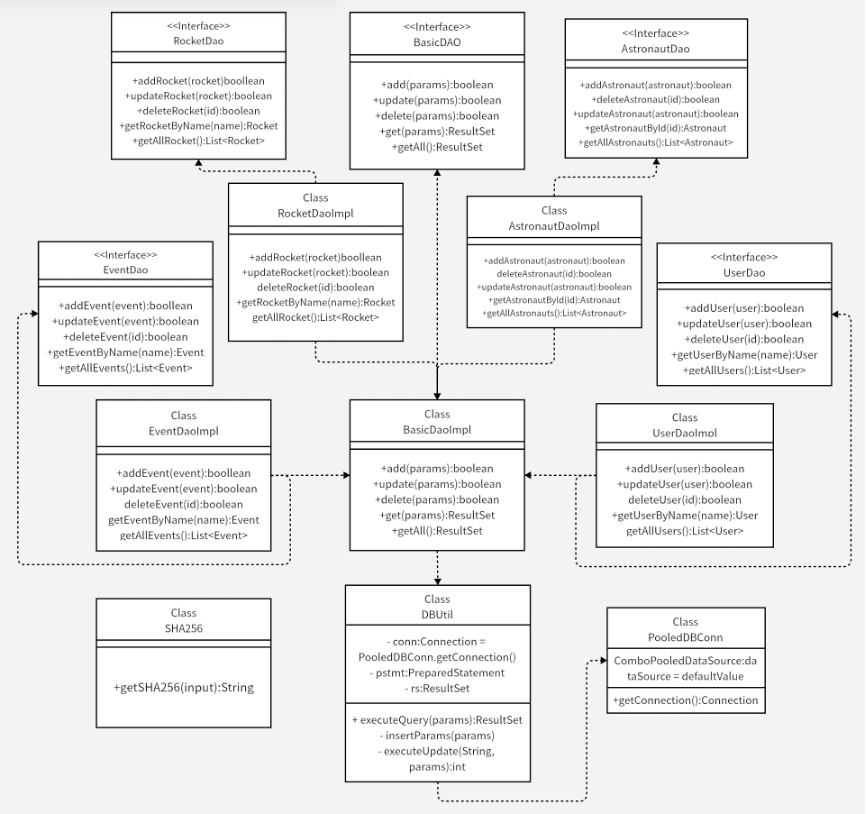 <<Interface>>
RocketDao
+addRocket(rocket)boollean
+updateRocket(rocket):boolean
+deleteRocket(id):boolean
+getRocketByName(name):Rocket
+getAllRocket():List<Rocket>
<<Interface>>
BasicDAO
+add(params):boolean
+update(params):boolean
+delete(params):boolean
+get(params):ResultSet
+getAll():ResultSet
<<Interface>>
AstronautDao
+addAstronaut(astronaut):boolean
+deleteAstronaut(id):boolean
+updateAstronaut(astronaut):boolean
+getAstronautById(id):Astronaut
+getAllAstronauts():List<Astronaut>
Class
RocketDaoImpl
+addRocket(rocket)boollean
+updateRocket(rocket):boolean
deleteRocket(id):boolean
+getRocketByName(name):Rocket
getAllRocket():List<Rocket>
Class
AstronautDaoImpl
+addAstronaut(astronaut):boolean
deleteAstronaut(id):boolean
+updateAstronaut(astronaut):boolean
+getAstronautById(id):Astronaut
+getAllAstronauts():List<Astronaut>
<<Interface>>
EventDao
+addEvent(event):boollean
+updateEvent(event):boolean
+deleteEvent(id):boolean
+getEventByName(name):Event
+getAllEvents():List<Event>
<<Interface>>
UserDao
+addUser(user):boolean
+updateUser(user):boolean
+deleteUser(id):boolean
+getUserByName(name):User
+getAllUsers():List<User>
Class
EventDaoImpl
+addEvent(event):boollean
+updateEvent(event):boolean
deleteEvent(id):boolean
getEventByName(name):Event
getAllEvents():List<Event>
Class
BasicDaoImpl
+add(params):boolean
+update(params):boolean
+delete(params):boolean
+get(params):ResultSet
+getAll():ResultSet
Class
UserDaoImpl
+addUser(user):boolean
+updateUser(user):boolean
deleteUser(id):boolean
+getUserByName(name):User
getAllUsers():List<User>
Class
SHA256
+getSHA256(input):String
Class
DBUtil
- conn:Connection =
PooledDBConn.getConnection()
- pstmt:PreparedStatement
- rs:ResultSet
+ executeQuery(params):ResultSet
- insertParams(params)
- executeUpdate(String,
params):int
Class
PooledDBConn
ComboPooledDataSource:da
taSource = defaultValue
+getConnection():Connection